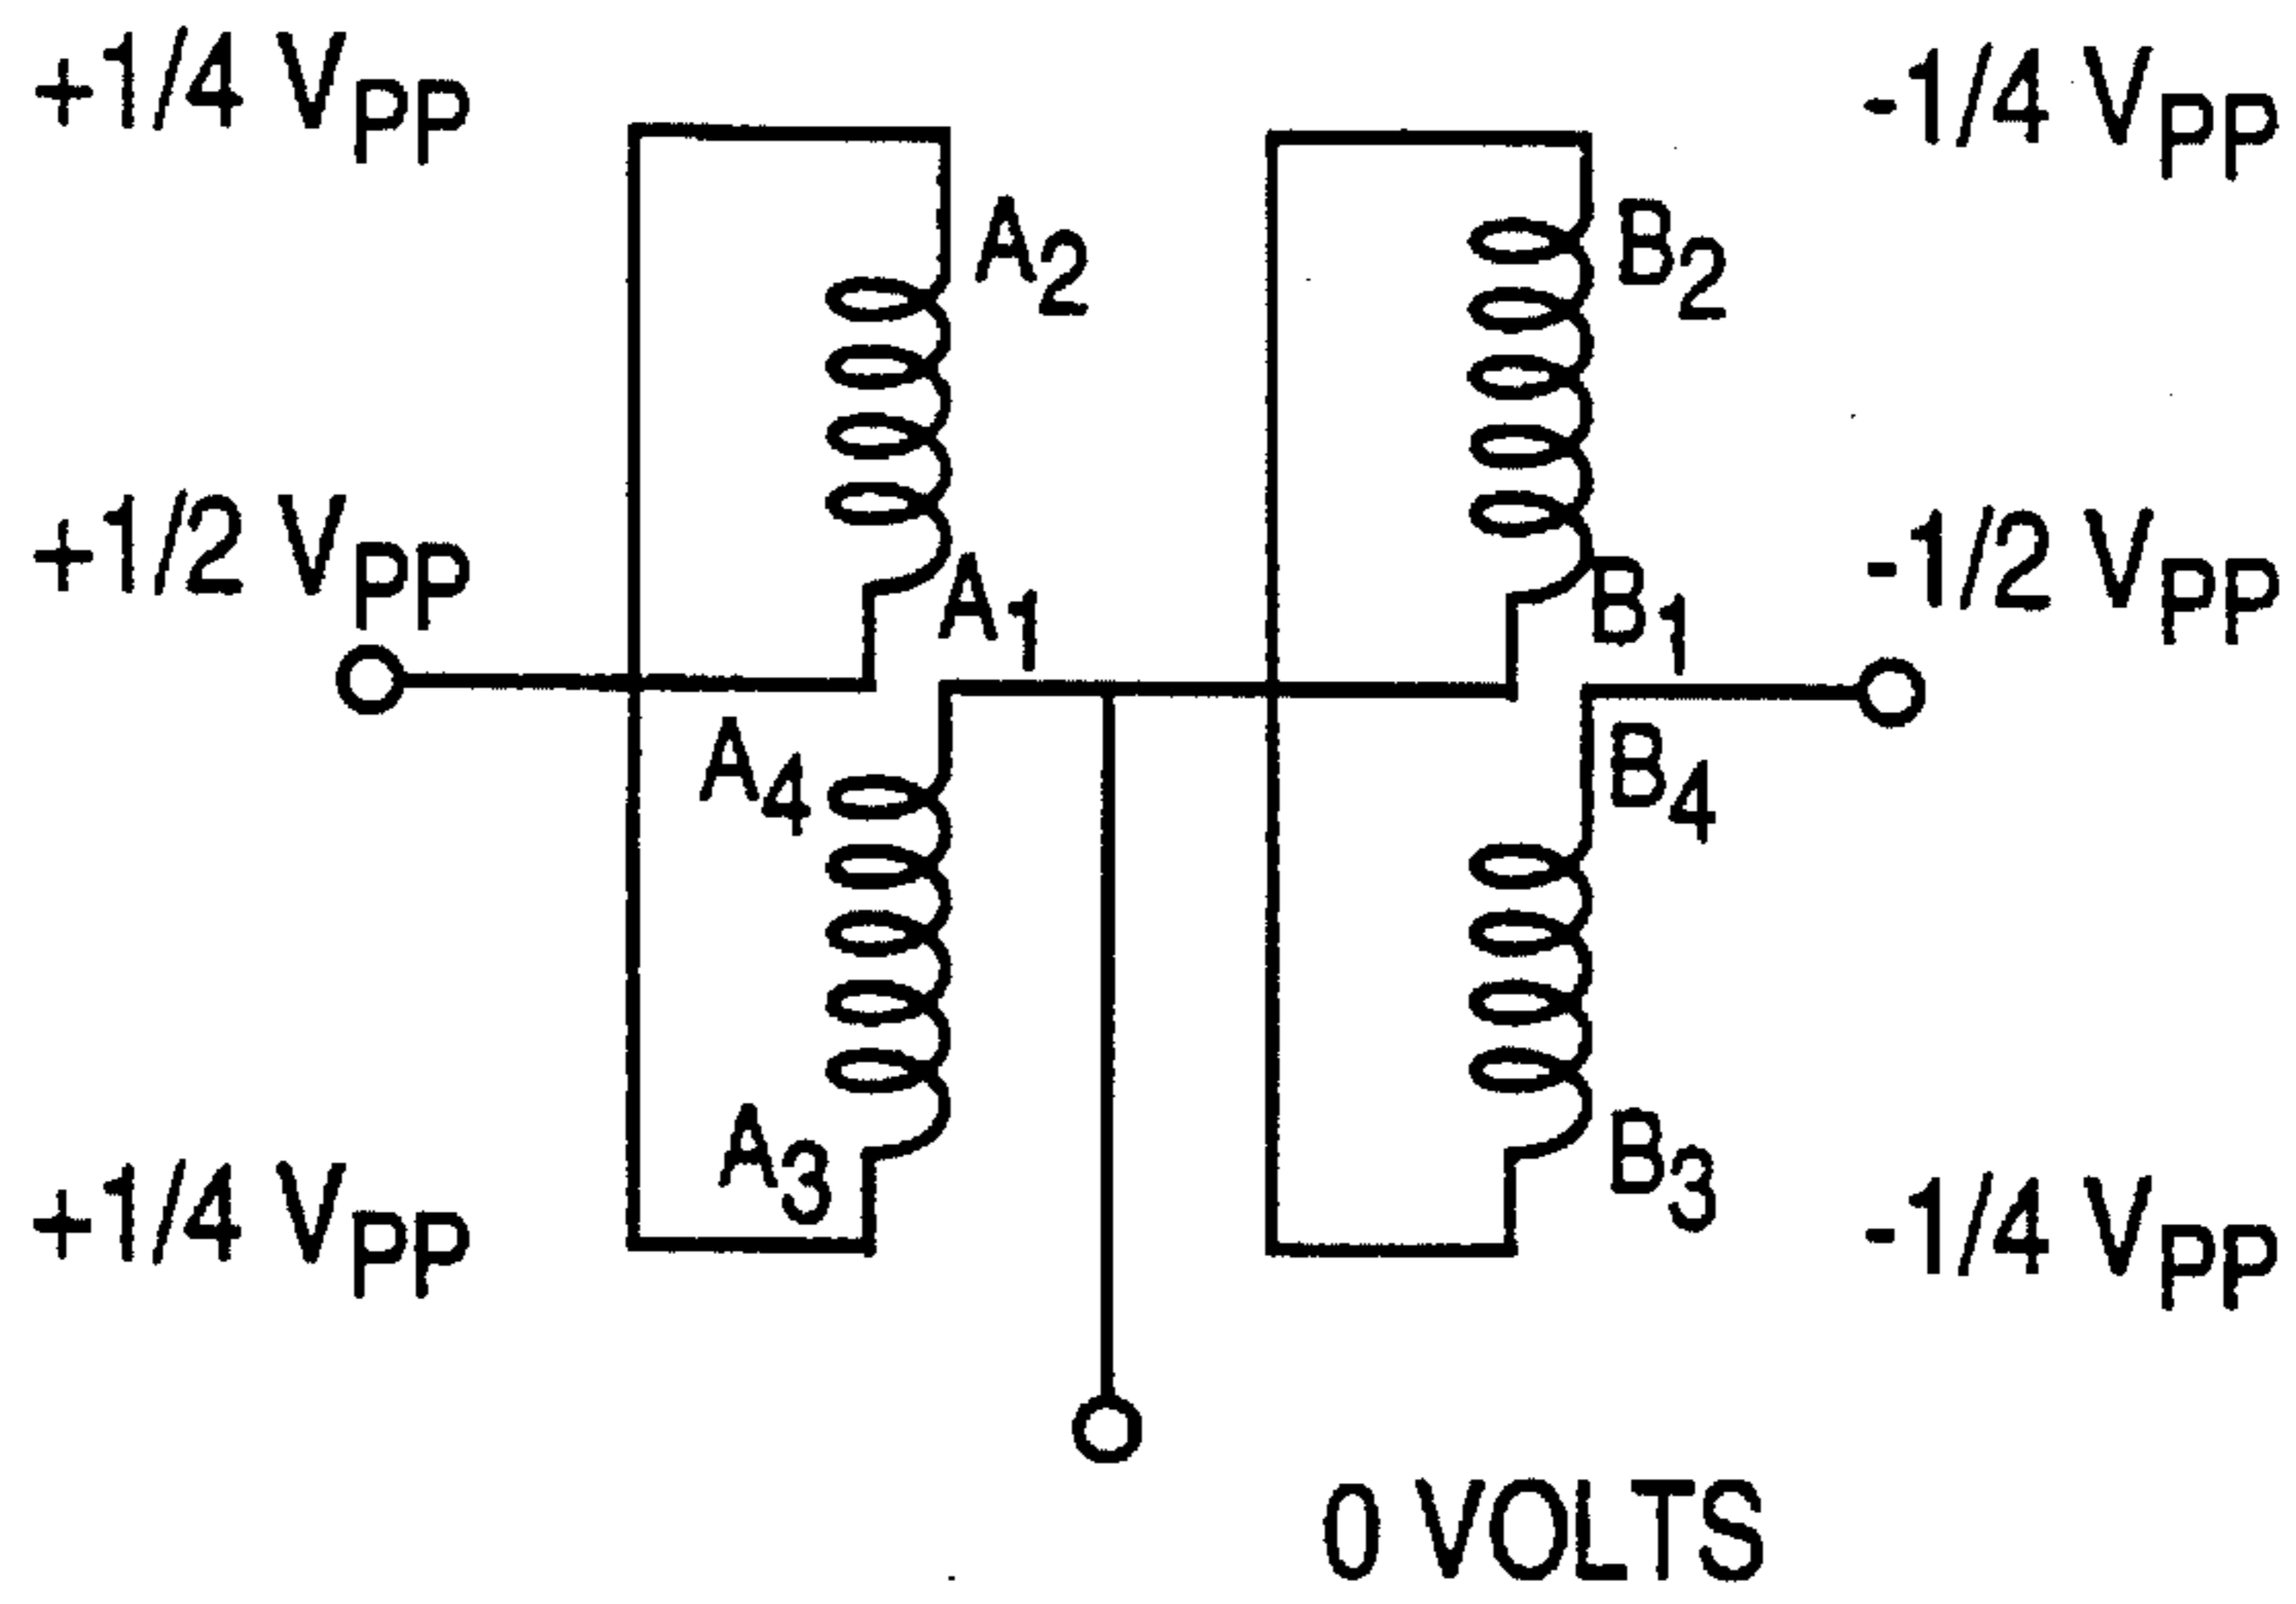 +1/4 VPP
-1/4 VPP
A2
B2
+1/2 VPP
-1/2 VPP
A1
B1
A4
B4
A3
B3
+1/4 VPP
-1/4 VPP
0 VOLTS